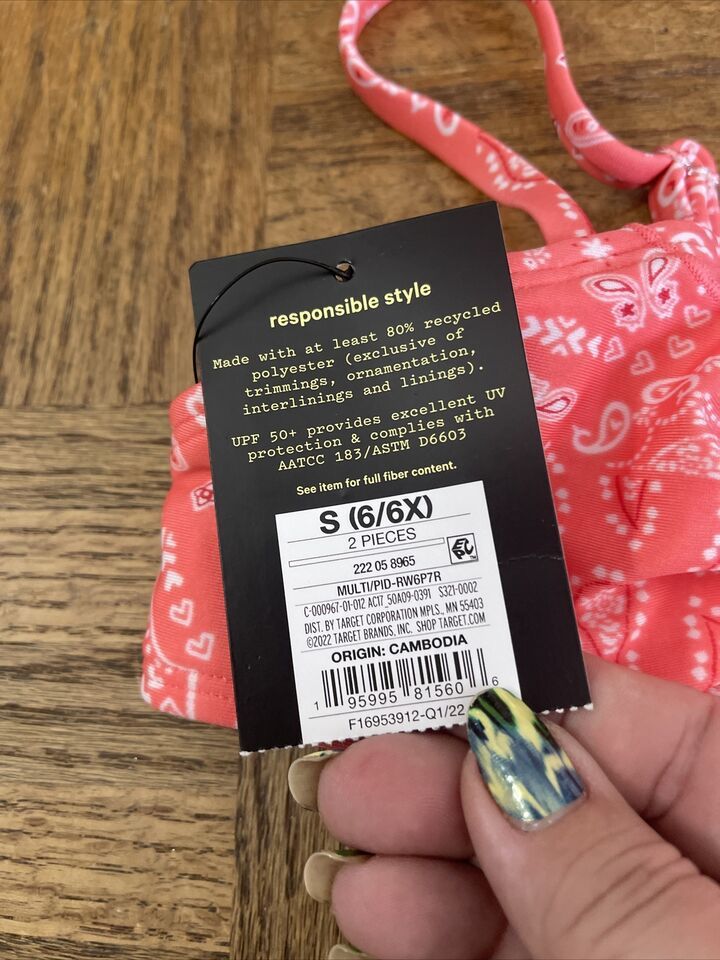 responsible style
Made with at least 80% recycled
polyester (exclusive of
trimmings, ornamentation,
interlinings and linings).
UPF 50+ provides excellent UV
protection & complies with
AATCC 183/ASTM D6603
See item for full fiber content.
S (6/6X)
2 PIECES
222 05 8965
MULTI/PID-RW6P7R
C-000967-01-012 AC17_50A09-0391 S321-0002
DIST. BY TARGET CORPORATION MPLS., MN 55403
©2022 TARGET BRANDS, INC. SHOP TARGET.COM
ORIGIN: CAMBODIA
1 95995 81560 6
F16953912-Q1/22